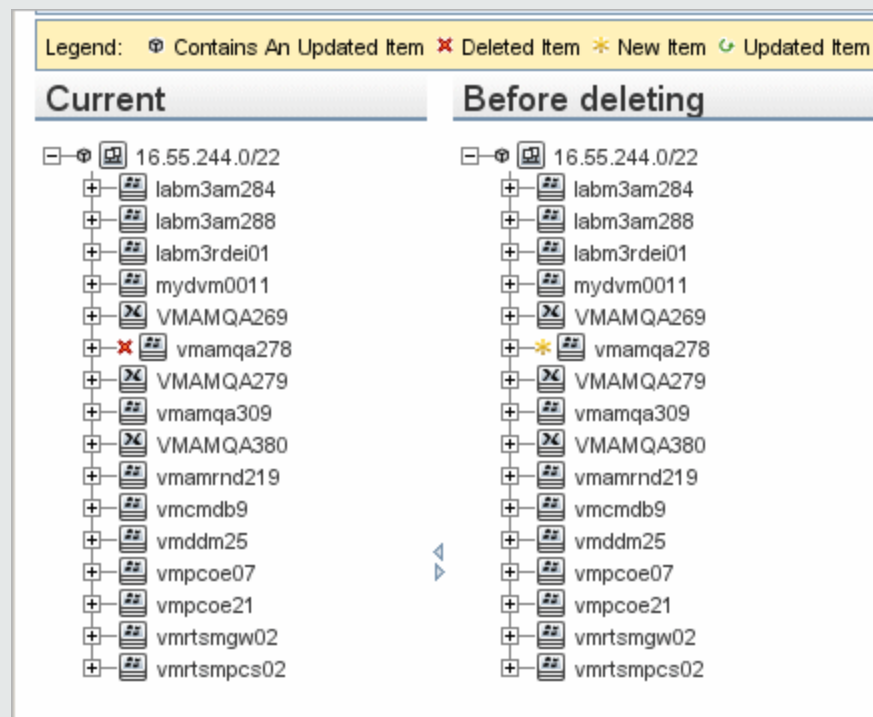 Legend: Contains An Updated Item Deleted Item New Item Updated Item
Current
16.55.244.0/22
labm3am284
labm3am288
labm3rdei01
mydvm0011
VMAMQA269
vmamqa278
VMAMQA279
vmamqa309
VMAMQA380
vmamrnd219
vmcmdb9
vmddm25
vmpcoe07
vmpcoe21
vmrtsmgw02
vmrtsmpcs02
Before deleting
16.55.244.0/22
labm3am284
labm3am288
labm3rdei01
mydvm0011
VMAMQA269
vmamqa278
VMAMQA279
vmamqa309
VMAMQA380
vmamrnd219
vmcmdb9
vmddm25
vmpcoe07
vmpcoe21
vmrtsmgw02
vmrtsmpcs02